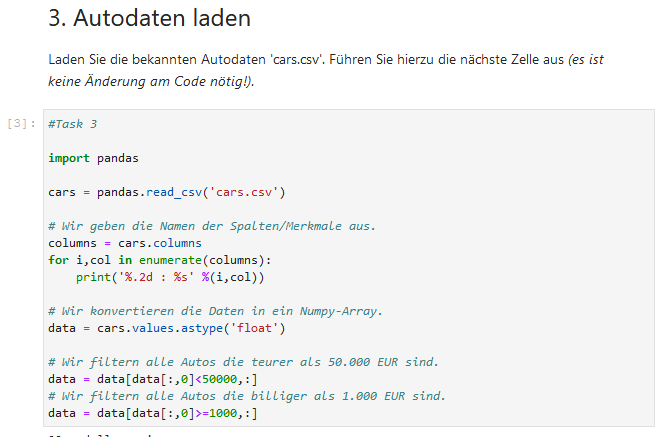 3. Autodaten laden
Laden Sie die bekannten Autodaten 'cars.csv'. Führen Sie hierzu die nächste Zelle aus (es ist
keine Änderung am Code nötig!).
[3]: #Task 3
import pandas
cars = pandas.read_csv('cars.csv')
# Wir geben die Namen der Spalten/Merkmale aus.
columns = cars.columns
for i,col in enumerate(columns):
    print('%.2d : %s' %(i,col))
# Wir konvertieren die Daten in ein Numpy-Array.
data = cars.values.astype('float')
# Wir filtern alle Autos die teurer als 50.000 EUR sind.
data = data[data[:,0]<50000,:]
# Wir filtern alle Autos die billiger als 1.000 EUR sind.
data = data[data[:,0]>=1000,:]